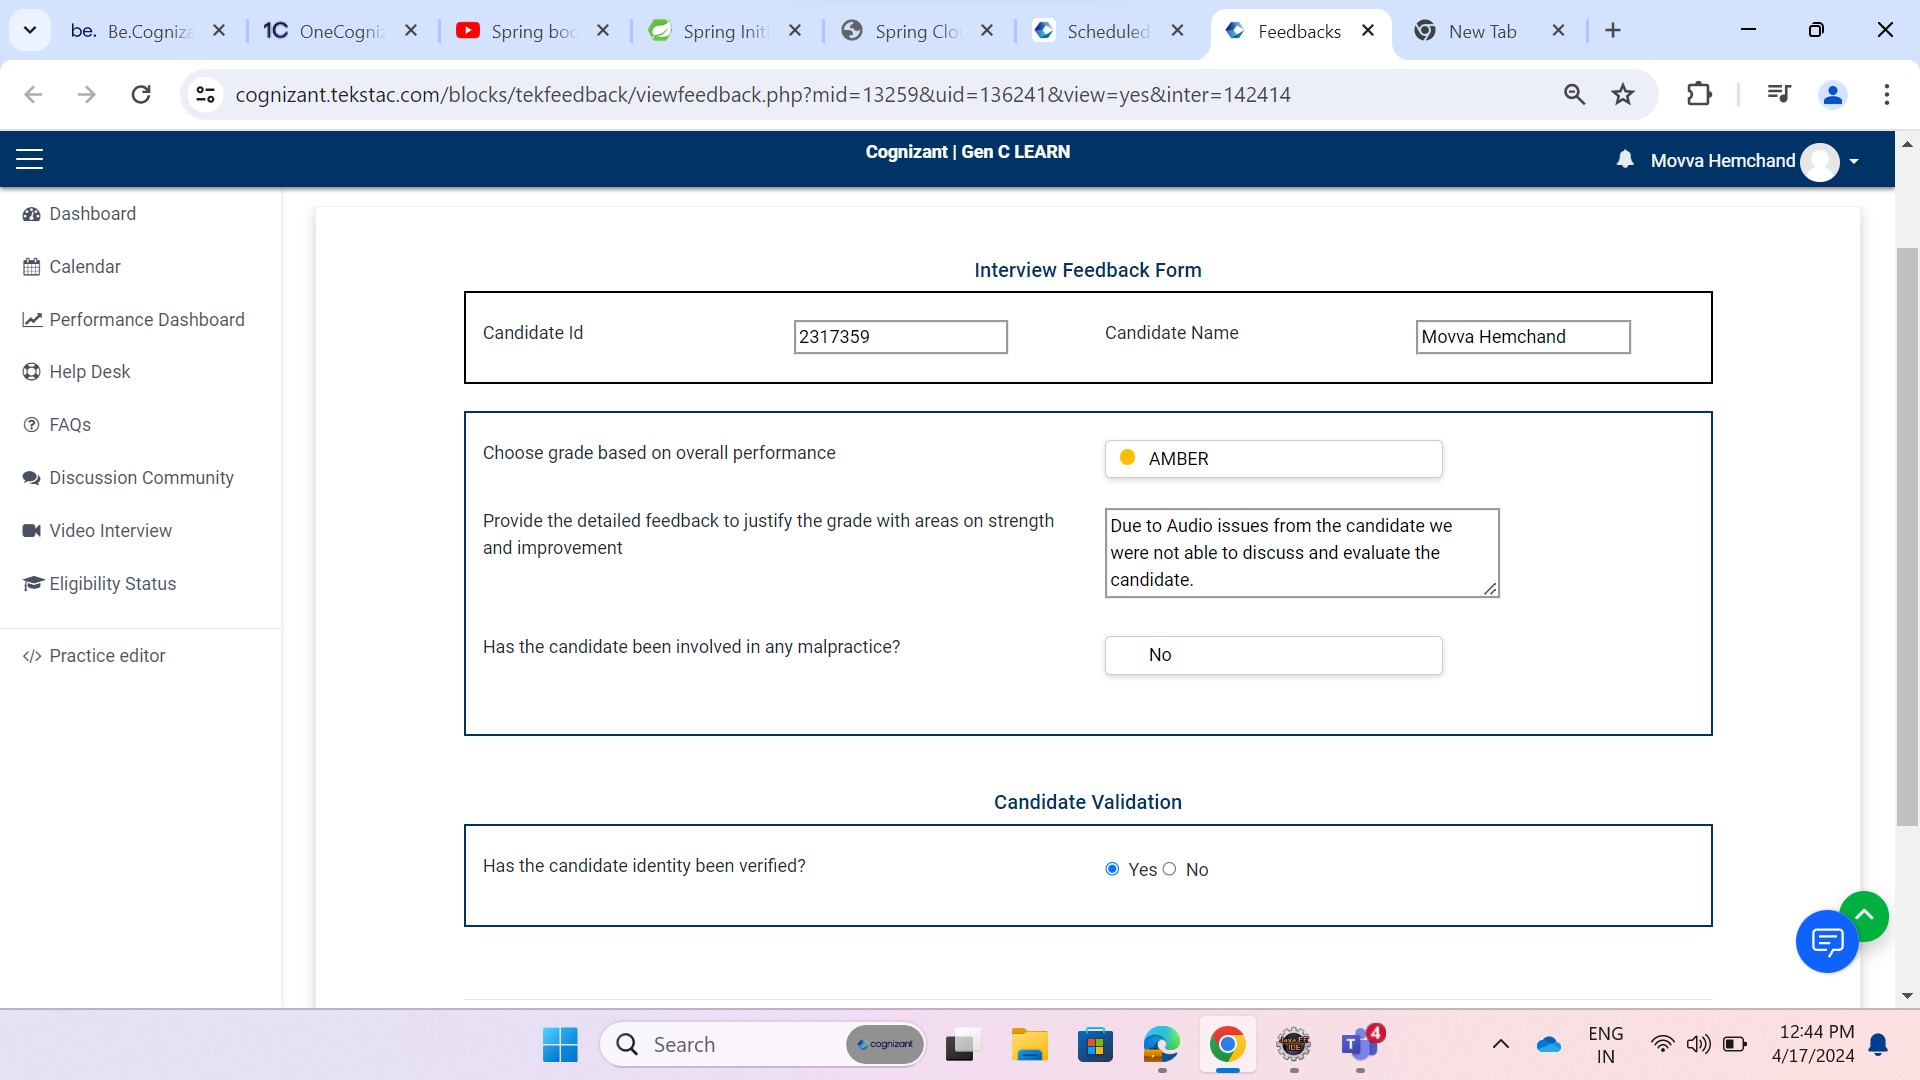 be. Be.Cogniza
1C OneCogniz
Spring boo
Spring Initi
Spring Clou
Scheduled
Feedbacks
New Tab
cognizant.tekstac.com/blocks/tekfeedback/viewfeedback.php?mid=13259&uid=136241&view=yes&inter=142414
Cognizant | Gen C LEARN
Movva Hemchand
Dashboard
Calendar
Performance Dashboard
Help Desk
FAQs
Discussion Community
Video Interview
Eligibility Status
</> Practice editor
Interview Feedback Form
Candidate Id 2317359 Candidate Name Movva Hemchand
Choose grade based on overall performance AMBER
Provide the detailed feedback to justify the grade with areas on strength
and improvement
Due to Audio issues from the candidate we
were not able to discuss and evaluate the
candidate.
Has the candidate been involved in any malpractice? No
Candidate Validation
Has the candidate identity been verified? Yes No
Search
cognizant
4
ENG
IN
12:44 PM
4/17/2024